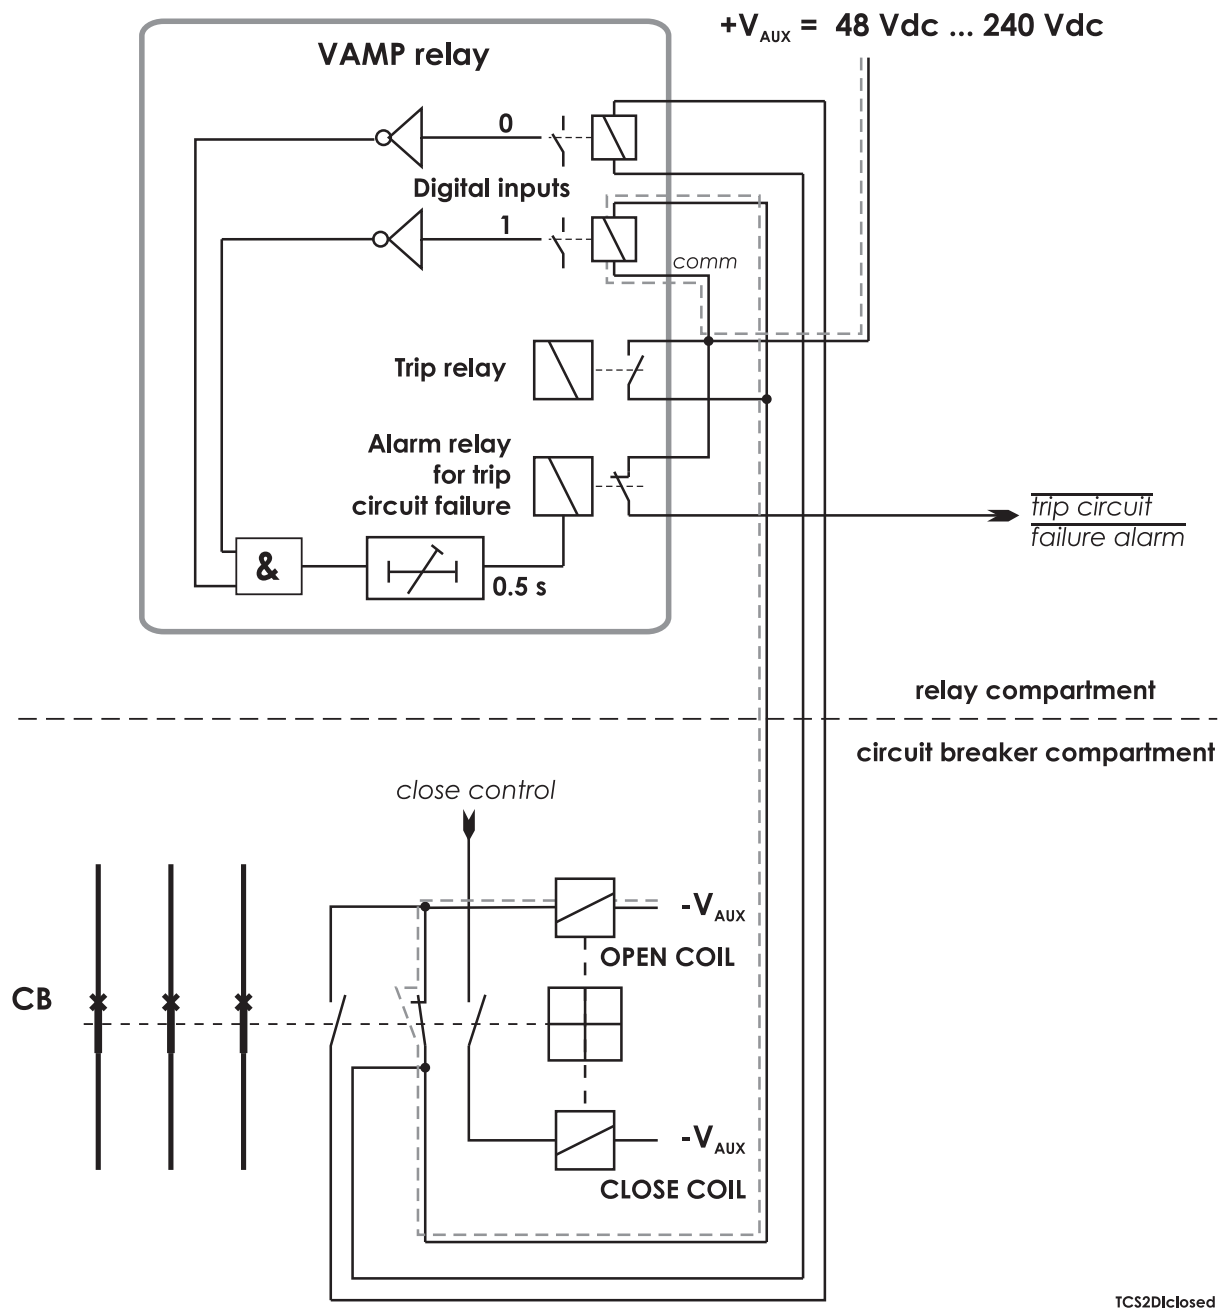 +VAUX = 48 Vdc ... 240 Vdc
VAMP relay
0
Digital inputs
1
comm
Trip relay
Alarm relay
for trip
circuit failure
trip circuit
failure alarm
&
0.5 s
relay compartment
circuit breaker compartment
close control
-VAUX
OPEN COIL
CB
-VAUX
CLOSE COIL
TCS2DIclosed